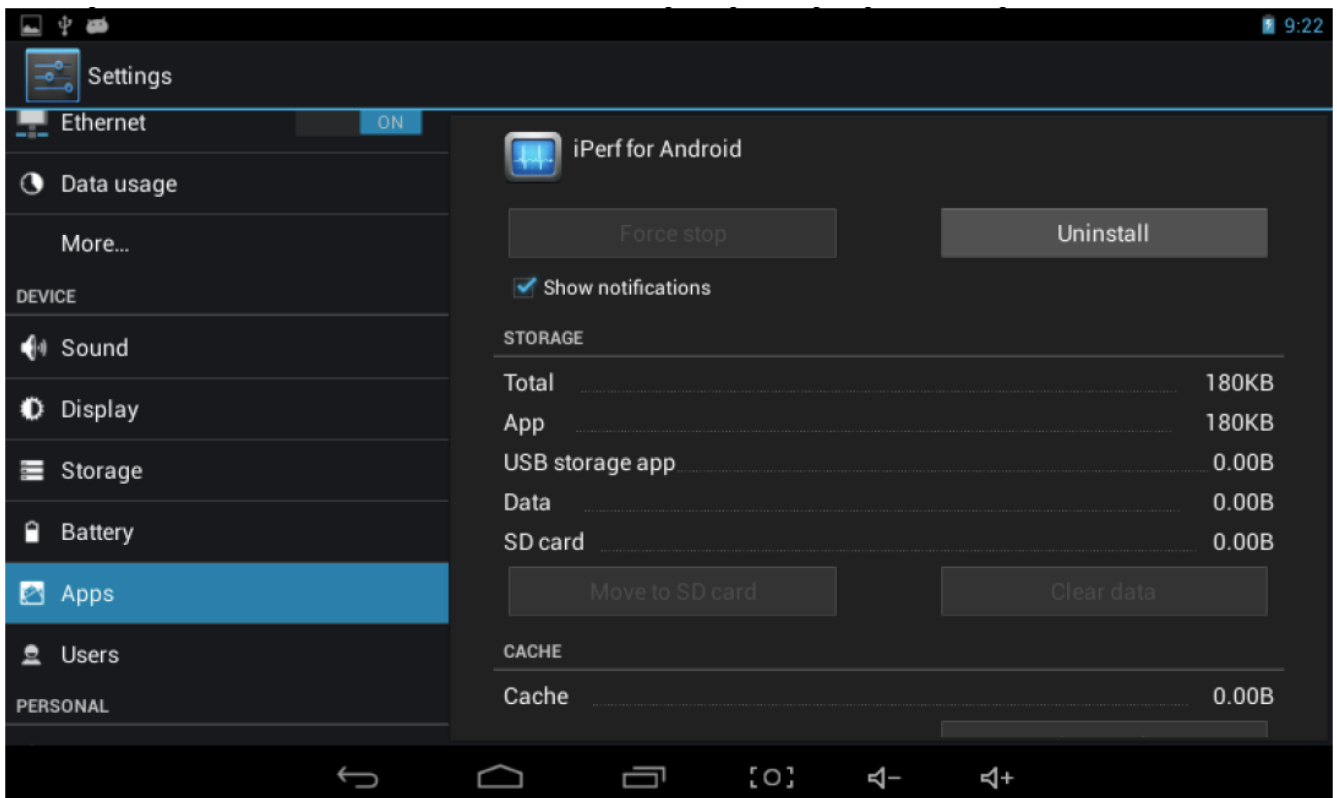 9:22
Settings
Ethernet
ON
Data usage
More...
DEVICE
Sound
Display
Storage
Battery
Apps
Users
PERSONAL
iPerf for Android
Force stop
Uninstall
Show notifications
STORAGE
Total 180KB
App 180KB
USB storage app 0.00B
Data 0.00B
SD card 0.00B
Move to SD card
Clear data
CACHE
Cache 0.00B